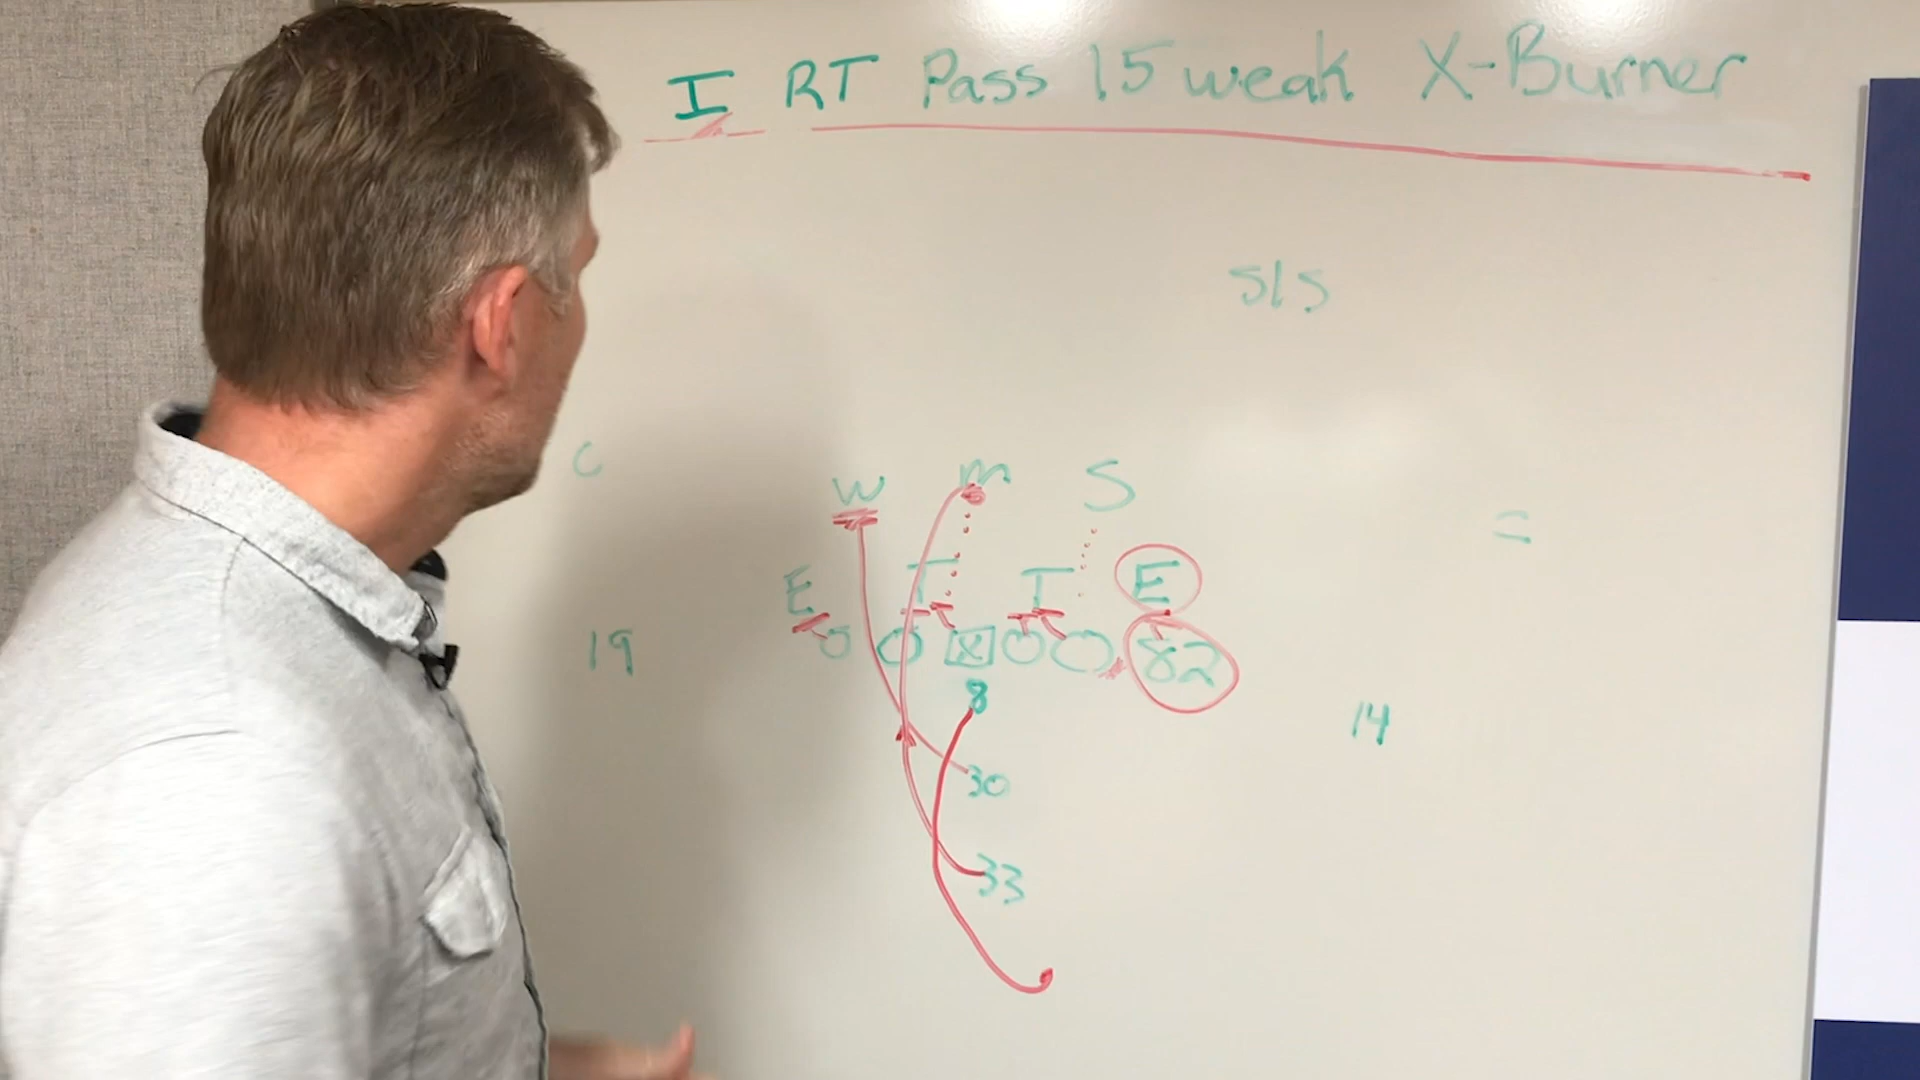 I RT Pass 15 weak X-Burner
S/S
C
W M S
E T T E
19 X 82
8
14
30
33